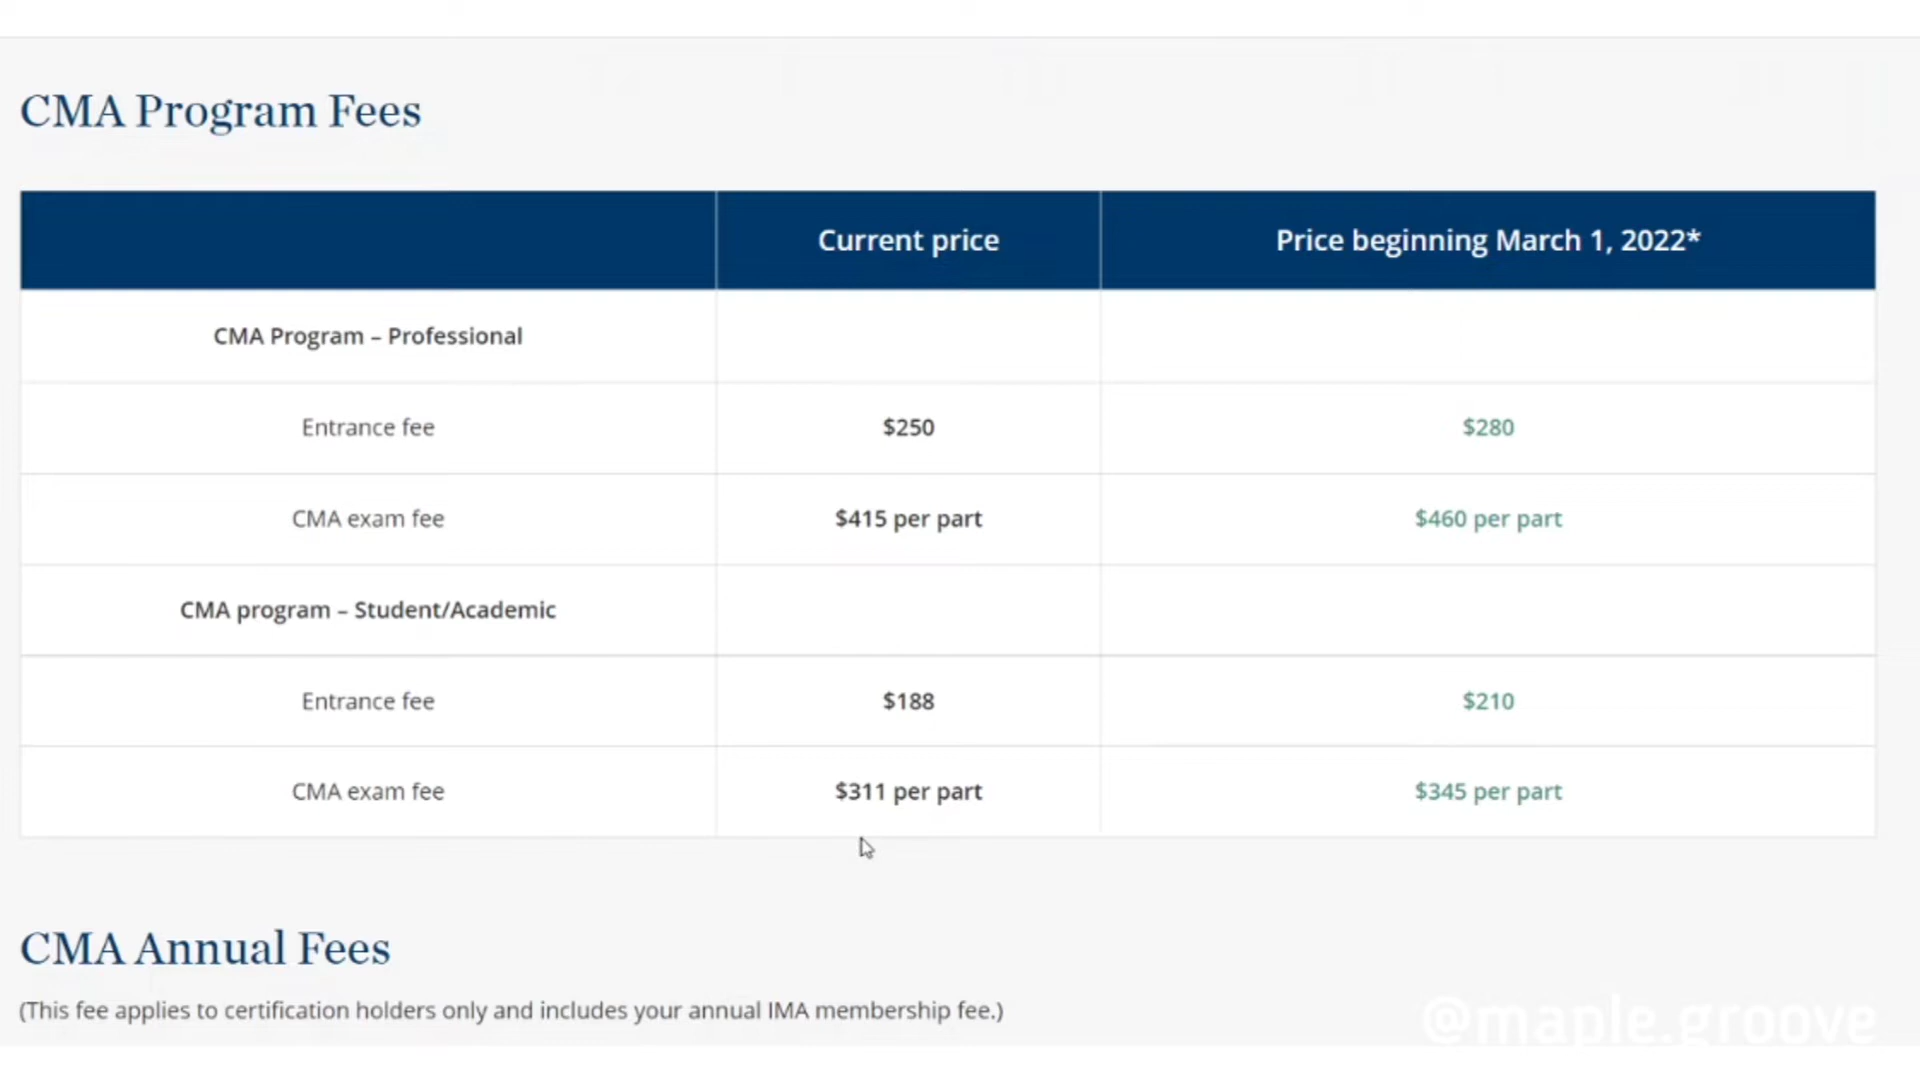 CMA Program Fees
Current price Price beginning March 1, 2022*
CMA Program – Professional
Entrance fee $250 $280
CMA exam fee $415 per part $460 per part
CMA program – Student/Academic
Entrance fee $188 $210
CMA exam fee $311 per part $345 per part
CMA Annual Fees
(This fee applies to certification holders only and includes your annual IMA membership fee.)
@maple.groove